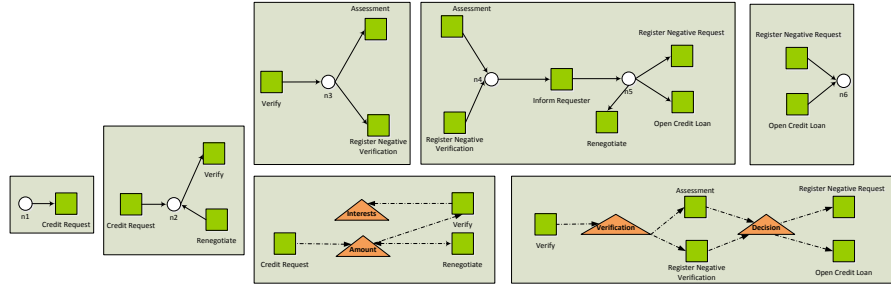 n1
Credit Request
Credit Request
n2
Verify
Renegotiate
Verify
n3
Assessment
Register Negative
Verification
Assessment
Register Negative
Verification
n4
Inform Requester
n5
Register Negative Request
Open Credit Loan
Renegotiate
Register Negative Request
Open Credit Loan
n6
Interests
Verify
Credit Request
Amount
Renegotiate
Verify
Verification
Assessment
Register Negative
Verification
Decision
Register Negative Request
Open Credit Loan